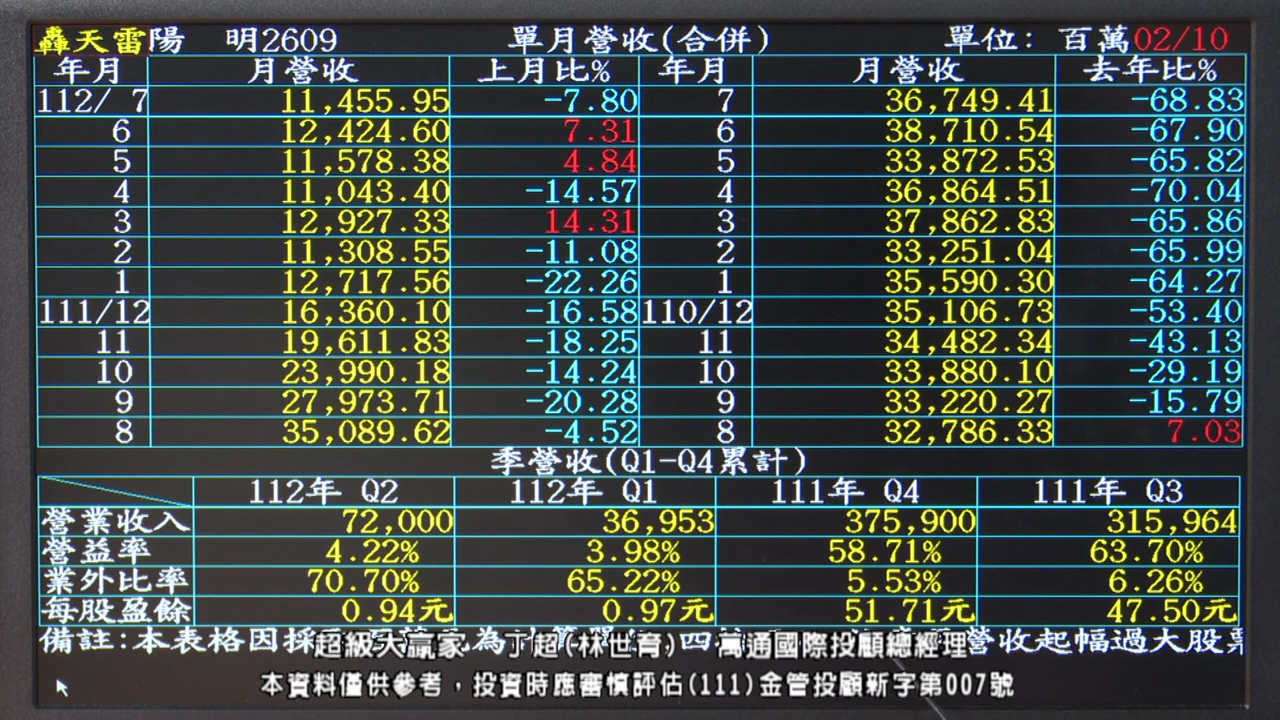 轟天雷陽 明2609 單月營收(合併) 單位: 百萬02/10
年月 月營收 上月比% 年月 月營收 去年比%
112/ 7 11,455.95 -7.80 7 36,749.41 -68.83
6 12,424.60 7.31 6 38,710.54 -67.90
5 11,578.38 4.84 5 33,872.53 -65.82
4 11,043.40 -14.57 4 36,864.51 -70.04
3 12,927.33 14.31 3 37,862.83 -65.86
2 11,308.55 -11.08 2 33,251.04 -65.99
1 12,717.56 -22.26 1 35,590.30 -64.27
111/12 16,360.10 -16.58 110/12 35,106.73 -53.40
11 19,611.83 -18.25 11 34,482.34 -43.13
10 23,990.18 -14.24 10 33,880.10 -29.19
9 27,973.71 -20.28 9 33,220.27 -15.79
8 35,089.62 -4.52 8 32,786.33 7.03
季營收(Q1-Q4累計)
112年 Q2 112年 Q1 111年 Q4 111年 Q3
營業收入 72,000 36,953 375,900 315,964
營益率 4.22% 3.98% 58.71% 63.70%
業外比率 70.70% 65.22% 5.53% 6.26%
每股盈餘 0.94元 0.97元 51.71元 47.50元
備註:本表格因採 為 四 營收起幅過大股票
超級大贏家 丁超(林世育) 萬通國際投顧總經理
本資料僅供參考，投資時應審慎評估(111)金管投顧新字第007號